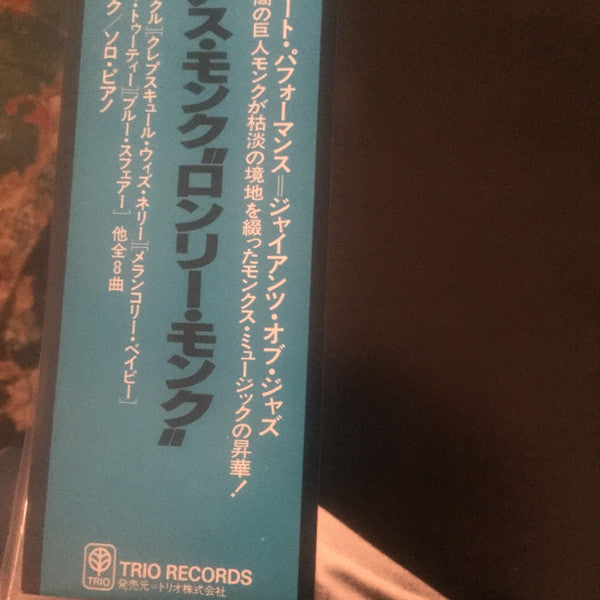 ート・パフォーマンス=ジャイアンツ・オブ・ジャズ
間の巨人モンクが枯淡の境地を綴ったモンクス・ミュージックの昇華!
ス・モンク"ロンリー・モンク"
クル][クレプスキュール・ウィズ・ネリー][メランコリー・ベイビー]
・トゥーティー][ブルー・スフェアー] 他全8曲
ク/ソロ・ピアノ
TRIO
TRIO RECORDS
発売元=トリオ株式会社